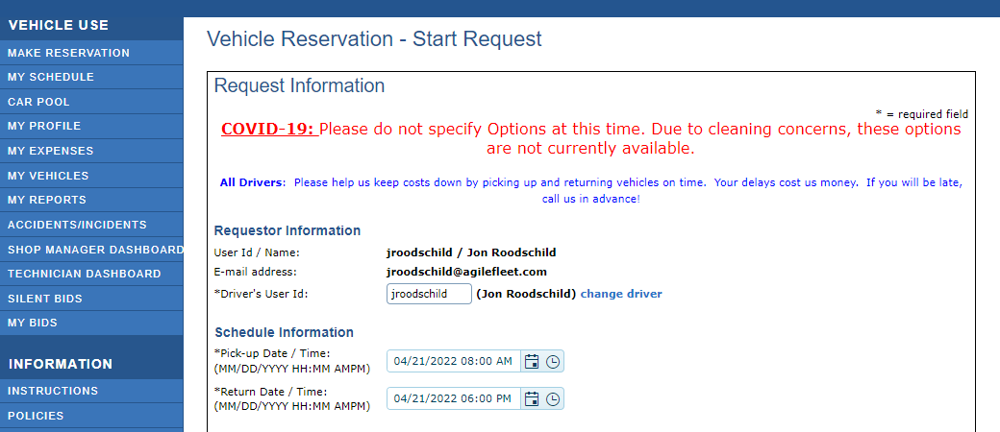 VEHICLE USE
MAKE RESERVATION
MY SCHEDULE
CAR POOL
MY PROFILE
MY EXPENSES
MY VEHICLES
MY REPORTS
ACCIDENTS/INCIDENTS
SHOP MANAGER DASHBOARD
TECHNICIAN DASHBOARD
SILENT BIDS
MY BIDS
INFORMATION
INSTRUCTIONS
POLICIES
Vehicle Reservation - Start Request
Request Information
* = required field
COVID-19: Please do not specify Options at this time. Due to cleaning concerns, these options
are not currently available.
All Drivers: Please help us keep costs down by picking up and returning vehicles on time. Your delays cost us money. If you will be late,
call us in advance!
Requestor Information
User Id / Name: jroodschild / Jon Roodschild
E-mail address: jroodschild@agilefleet.com
*Driver's User Id: jroodschild (Jon Roodschild) change driver
Schedule Information
*Pick-up Date / Time: 04/21/2022 08:00 AM
(MM/DD/YYYY HH:MM AMPM)
*Return Date / Time: 04/21/2022 06:00 PM
(MM/DD/YYYY HH:MM AMPM)